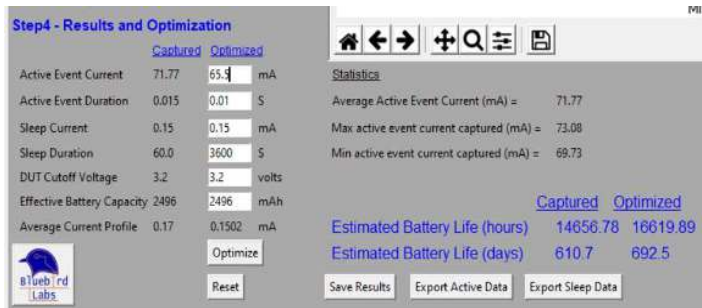 MI
Step4 - Results and Optimization
Captured Optimized
Active Event Current 71.77 65.5 mA
Active Event Duration 0.015 0.01 S
Sleep Current 0.15 0.15 mA
Sleep Duration 60.0 3600 S
DUT Cutoff Voltage 3.2 3.2 volts
Effective Battery Capacity 2496 2496 mAh
Average Current Profile 0.17 0.1502 mA
Optimize
Reset
Bluebird
Labs
Statistics
Average Active Event Current (mA) = 71.77
Max active event current captured (mA) = 73.08
Min active event current captured (mA) = 69.73
Captured Optimized
Estimated Battery Life (hours) 14656.78 16619.89
Estimated Battery Life (days) 610.7 692.5
Save Results Export Active Data Export Sleep Data